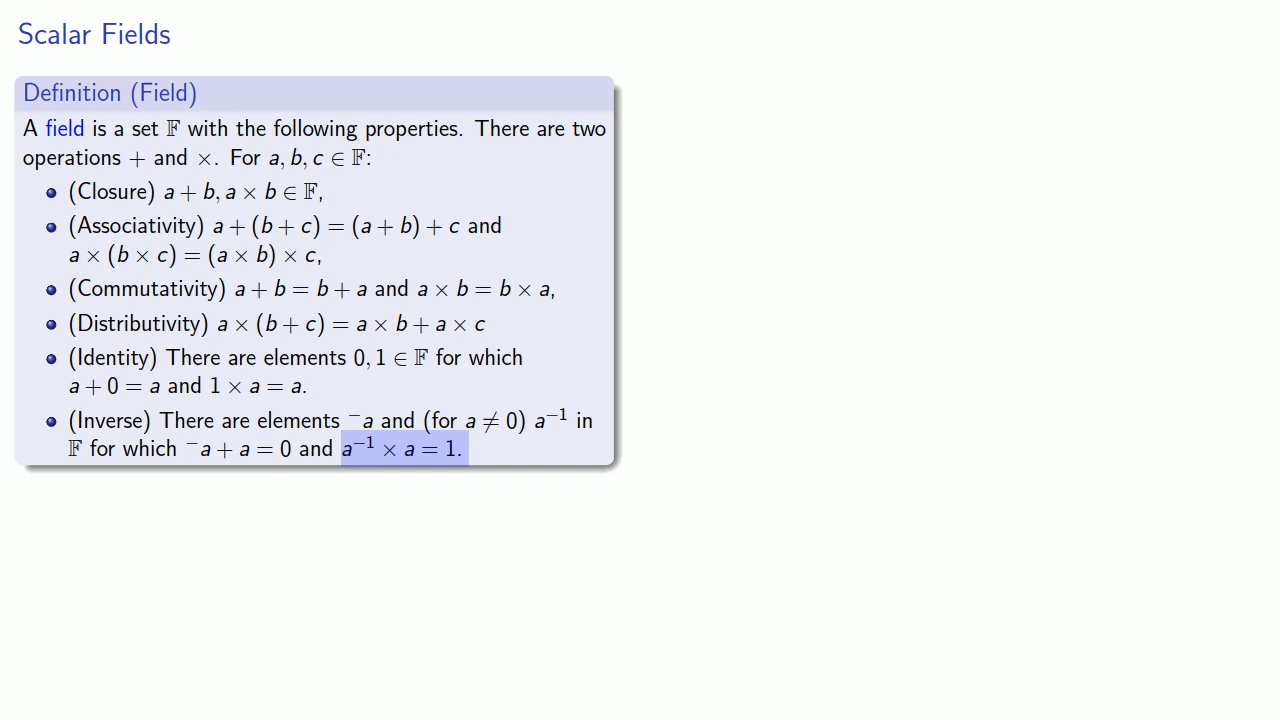 Scalar Fields
Definition (Field)
A field is a set 𝔽 with the following properties. There are two
operations + and ×. For a, b, c ∈ 𝔽:
(Closure) a + b, a × b ∈ 𝔽,
(Associativity) a + (b + c) = (a + b) + c and
a × (b × c) = (a × b) × c,
(Commutativity) a + b = b + a and a × b = b × a,
(Distributivity) a × (b + c) = a × b + a × c
(Identity) There are elements 0, 1 ∈ 𝔽 for which
a + 0 = a and 1 × a = a.
(Inverse) There are elements ⁻a and (for a ≠ 0) a⁻¹ in
𝔽 for which ⁻a + a = 0 and a⁻¹ × a = 1.